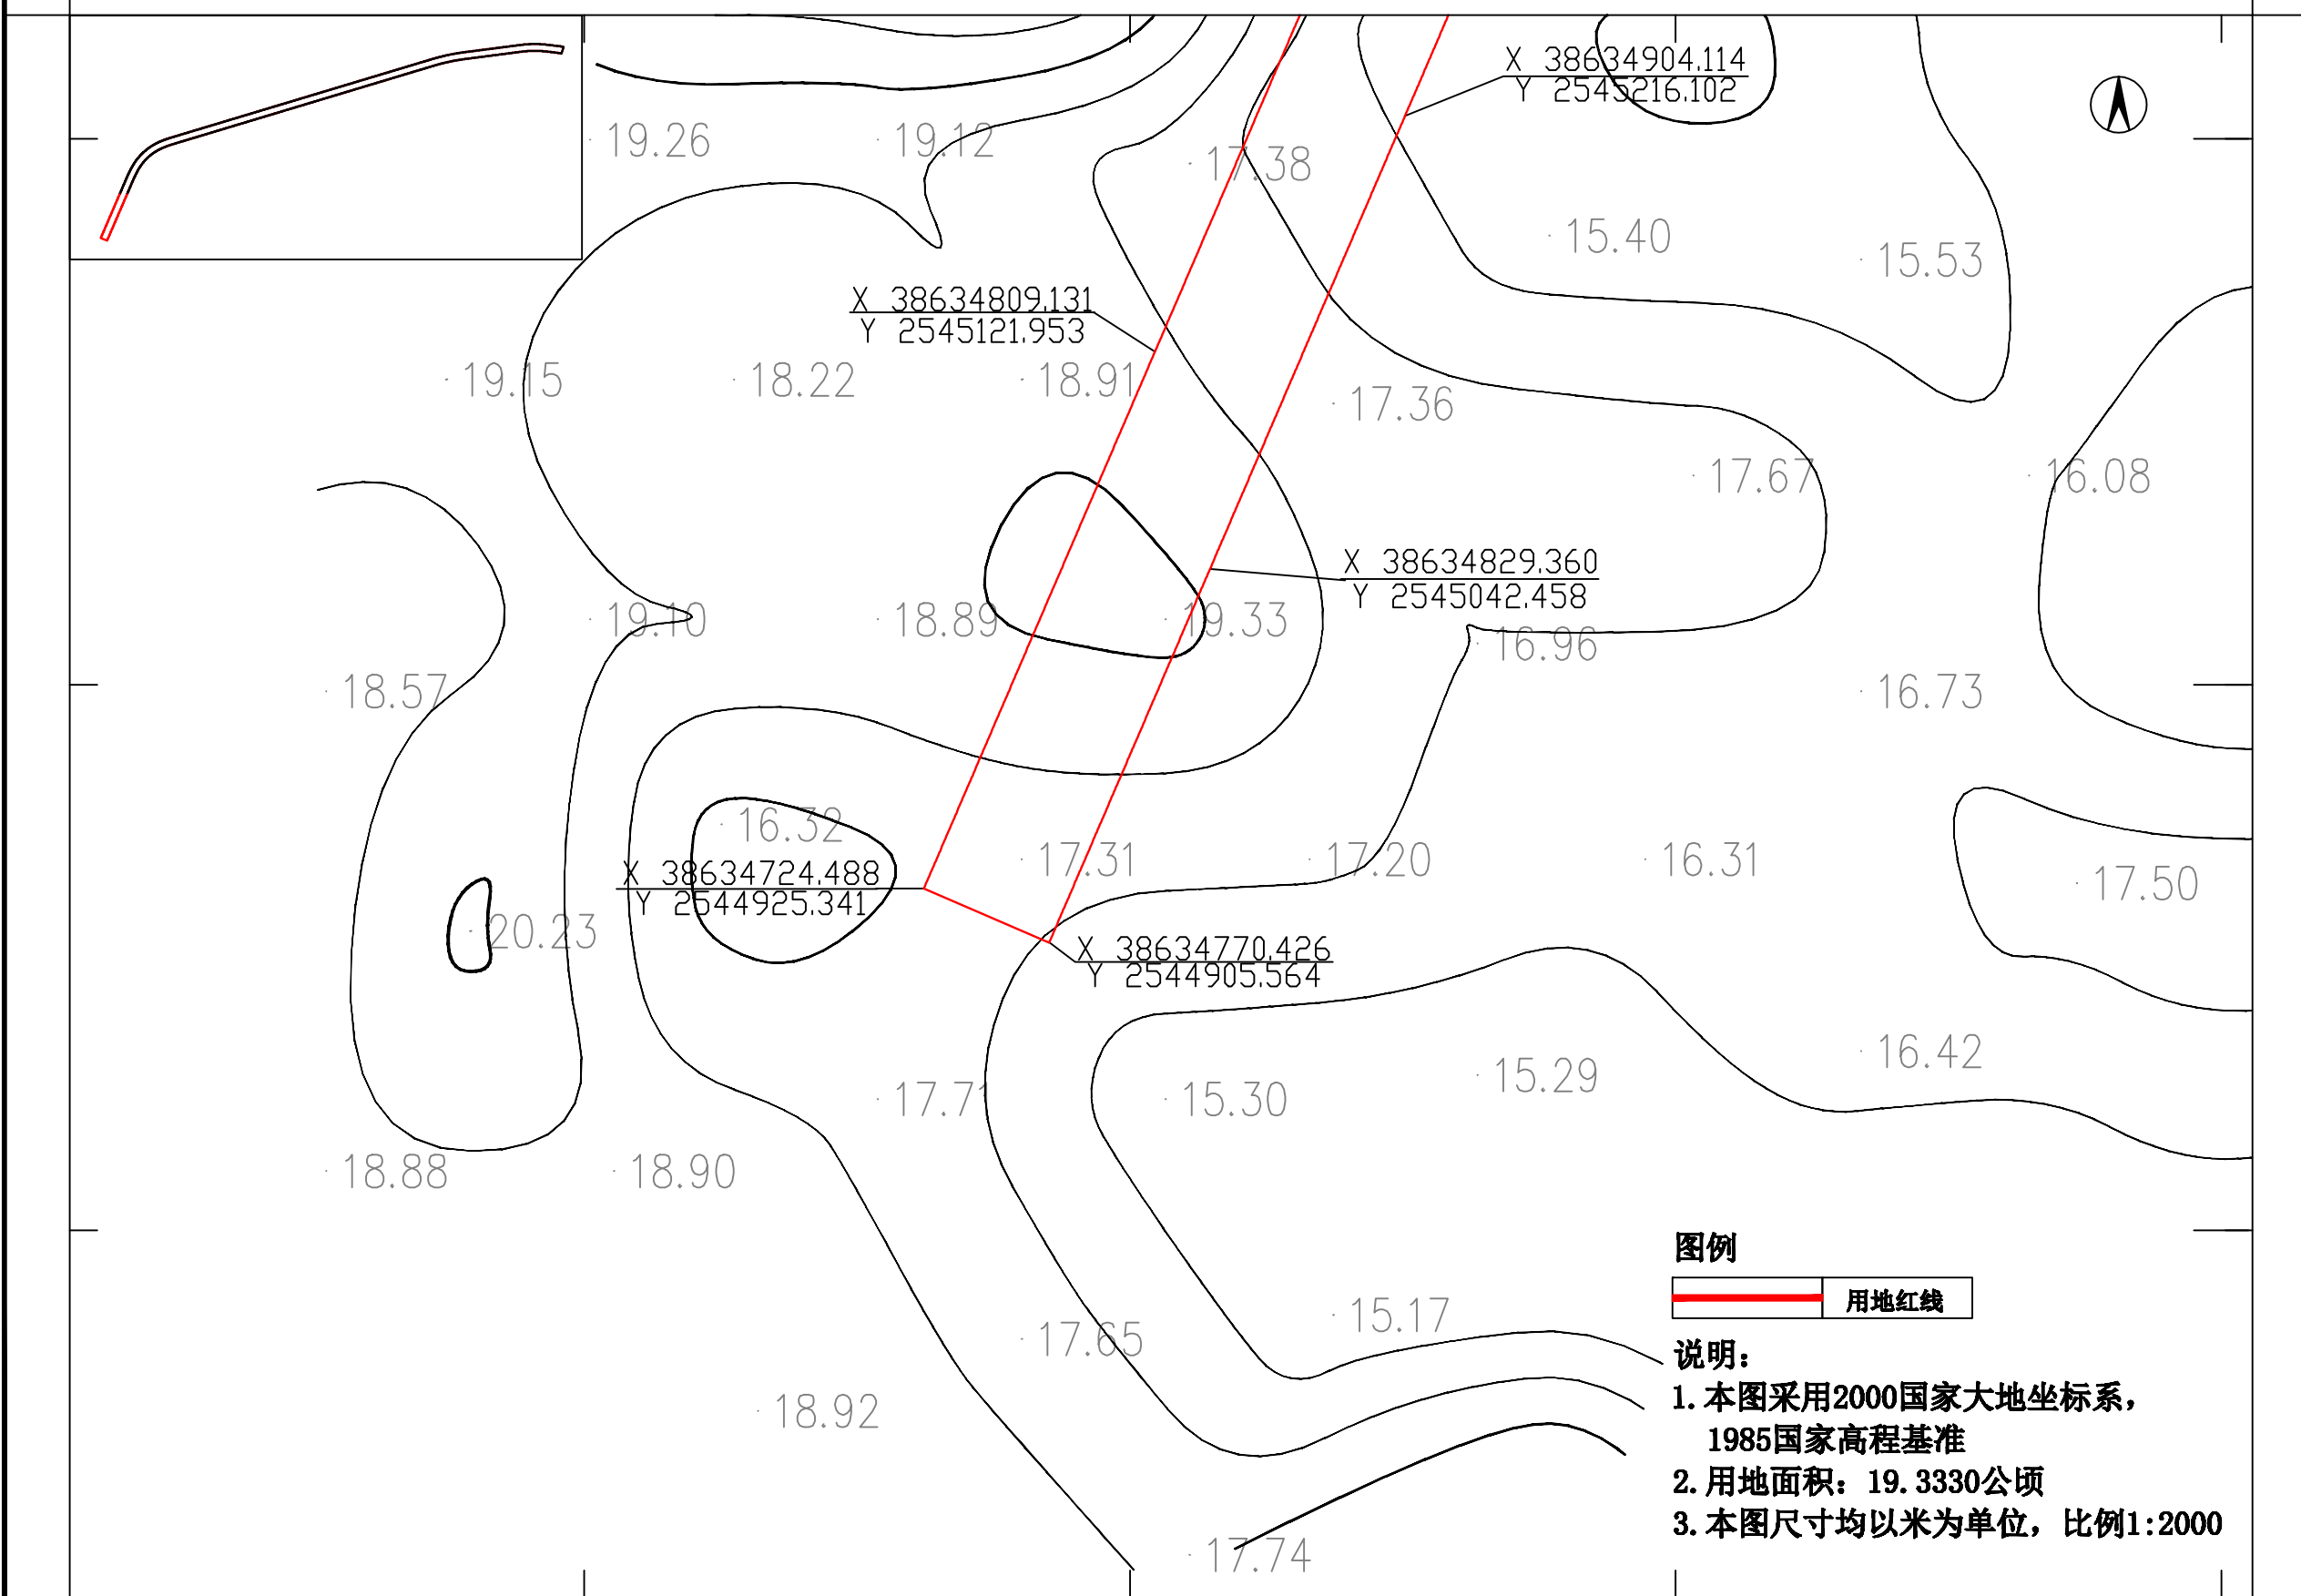 X 38634904.114
Y 2545216.102
19.26
19.12
17.38
15.40
15.53
X 38634809.131
Y 2545121.953
19.15
18.22
18.91
17.36
17.67
16.08
X 38634829.360
Y 2545042.458
19.10
18.89
19.33
16.96
18.57
16.73
16.32
17.31
17.20
16.31
17.50
X 38634724.488
Y 2544925.341
20.23
X 38634770.426
Y 2544905.564
16.42
17.71
15.30
15.29
18.88
18.90
图例
用地红线
15.17
17.65
说明：
1.本图采用2000国家大地坐标系，
1985国家高程基准
18.92
2.用地面积：19.3330公顷
3.本图尺寸均以米为单位，比例1:2000
17.74